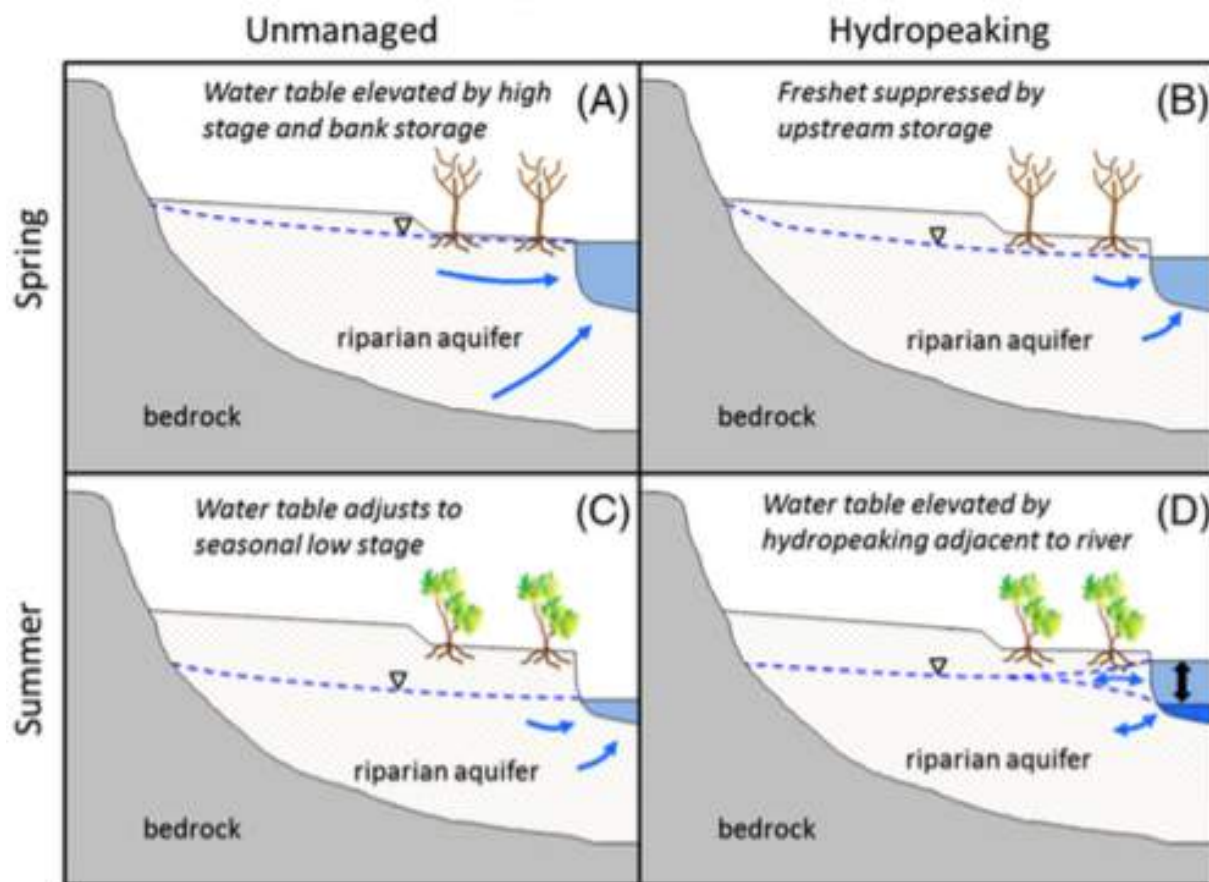 Unmanaged
Hydropeaking
Spring
Water table elevated by high
stage and bank storage
(A)
riparian aquifer
bedrock
Freshet suppressed by
upstream storage
(B)
riparian aquifer
bedrock
Summer
Water table adjusts to
seasonal low stage
(C)
riparian aquifer
bedrock
Water table elevated by
hydropeaking adjacent to river
(D)
riparian aquifer
bedrock